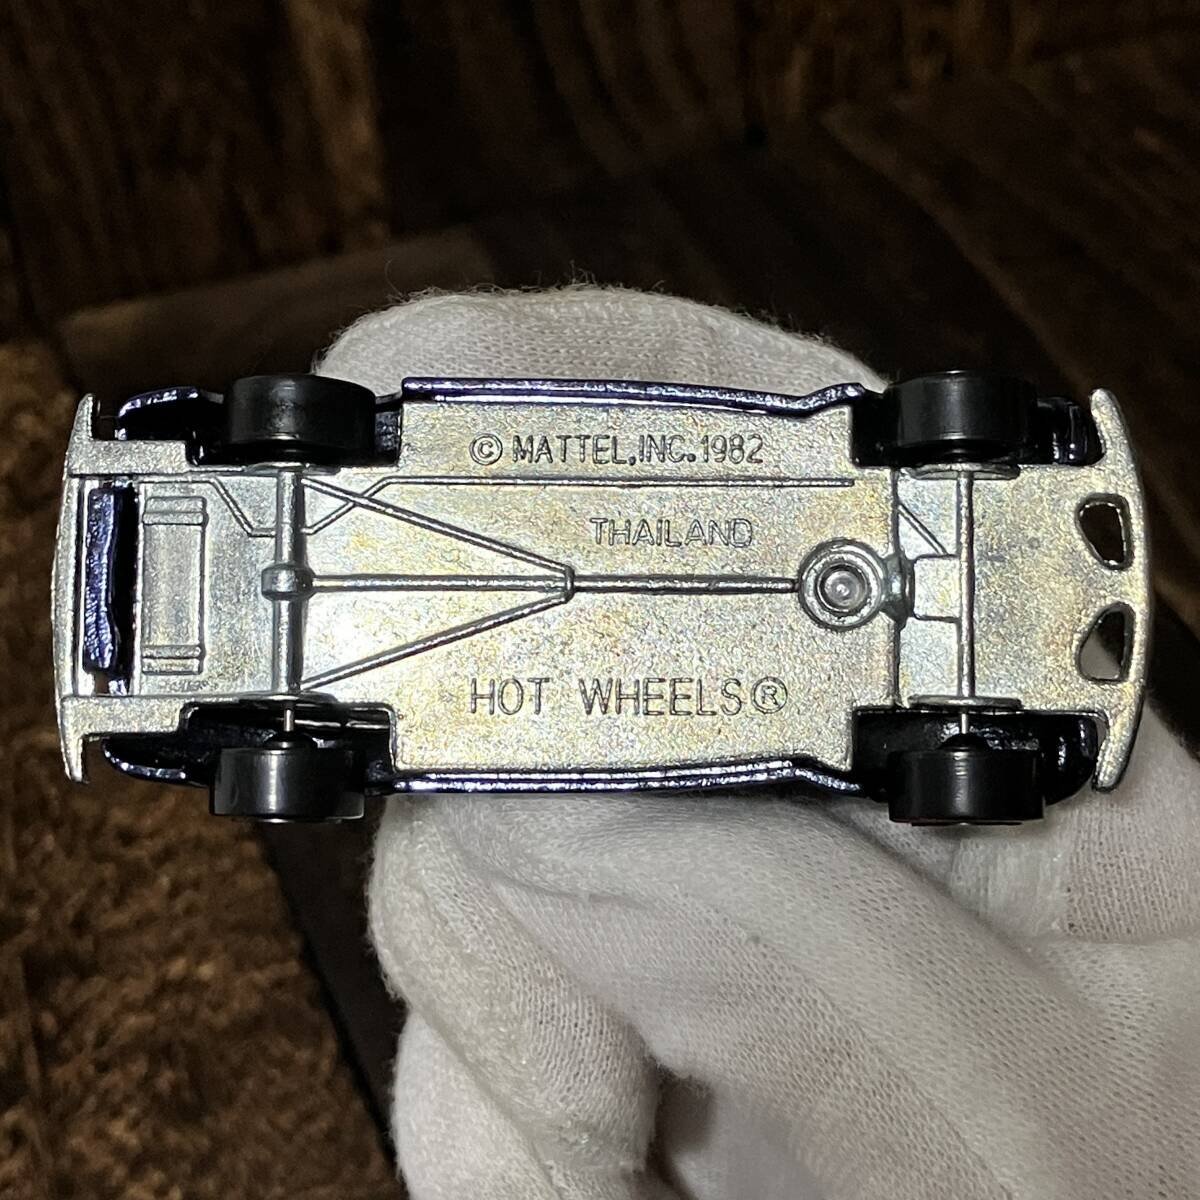 © MATTEL, INC. 1982
THAILAND
HOT WHEELS®